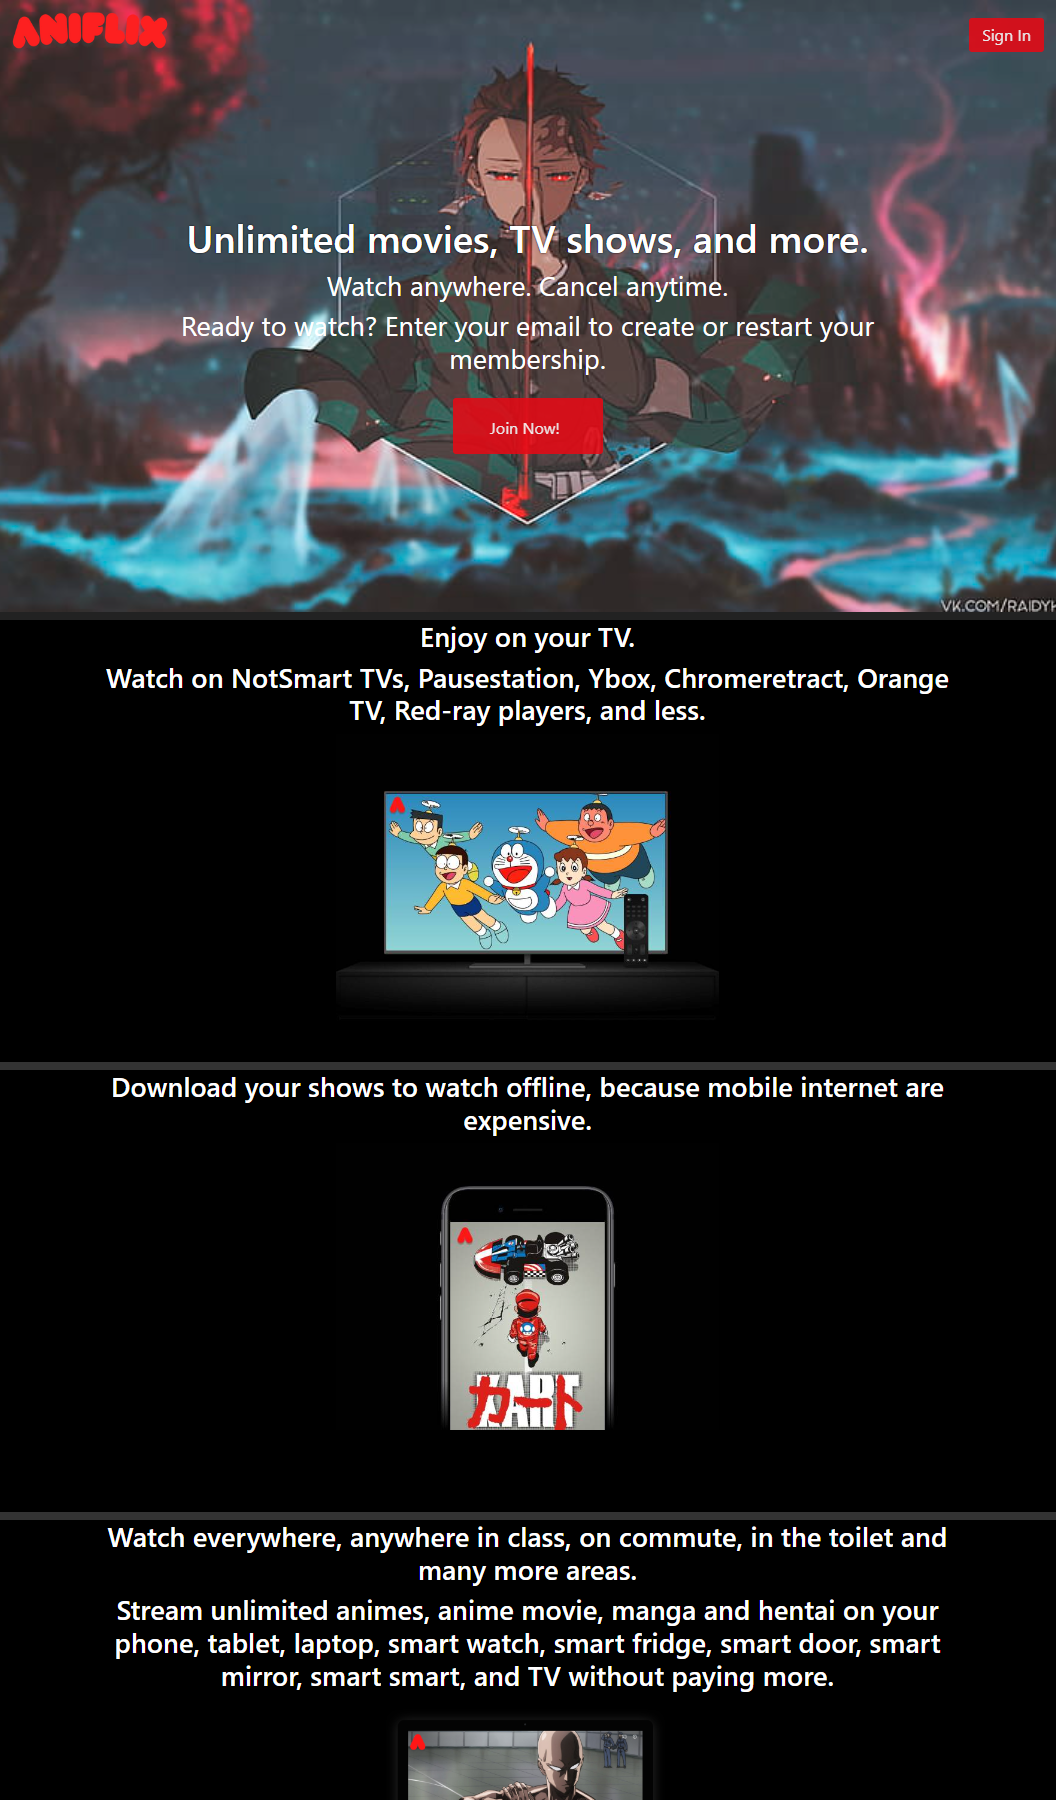 ANIFLIX
Sign In
Unlimited movies, TV shows, and more.
Watch anywhere. Cancel anytime.
Ready to watch? Enter your email to create or restart your
membership.
Join Now!
VK.COM/RAIDYH
Enjoy on your TV.
Watch on NotSmart TVs, Pausestation, Ybox, Chromeretract, Orange
TV, Red-ray players, and less.
Download your shows to watch offline, because mobile internet are
expensive.
KART
カート
Watch everywhere, anywhere in class, on commute, in the toilet and
many more areas.
Stream unlimited animes, anime movie, manga and hentai on your
phone, tablet, laptop, smart watch, smart fridge, smart door, smart
mirror, smart smart, and TV without paying more.